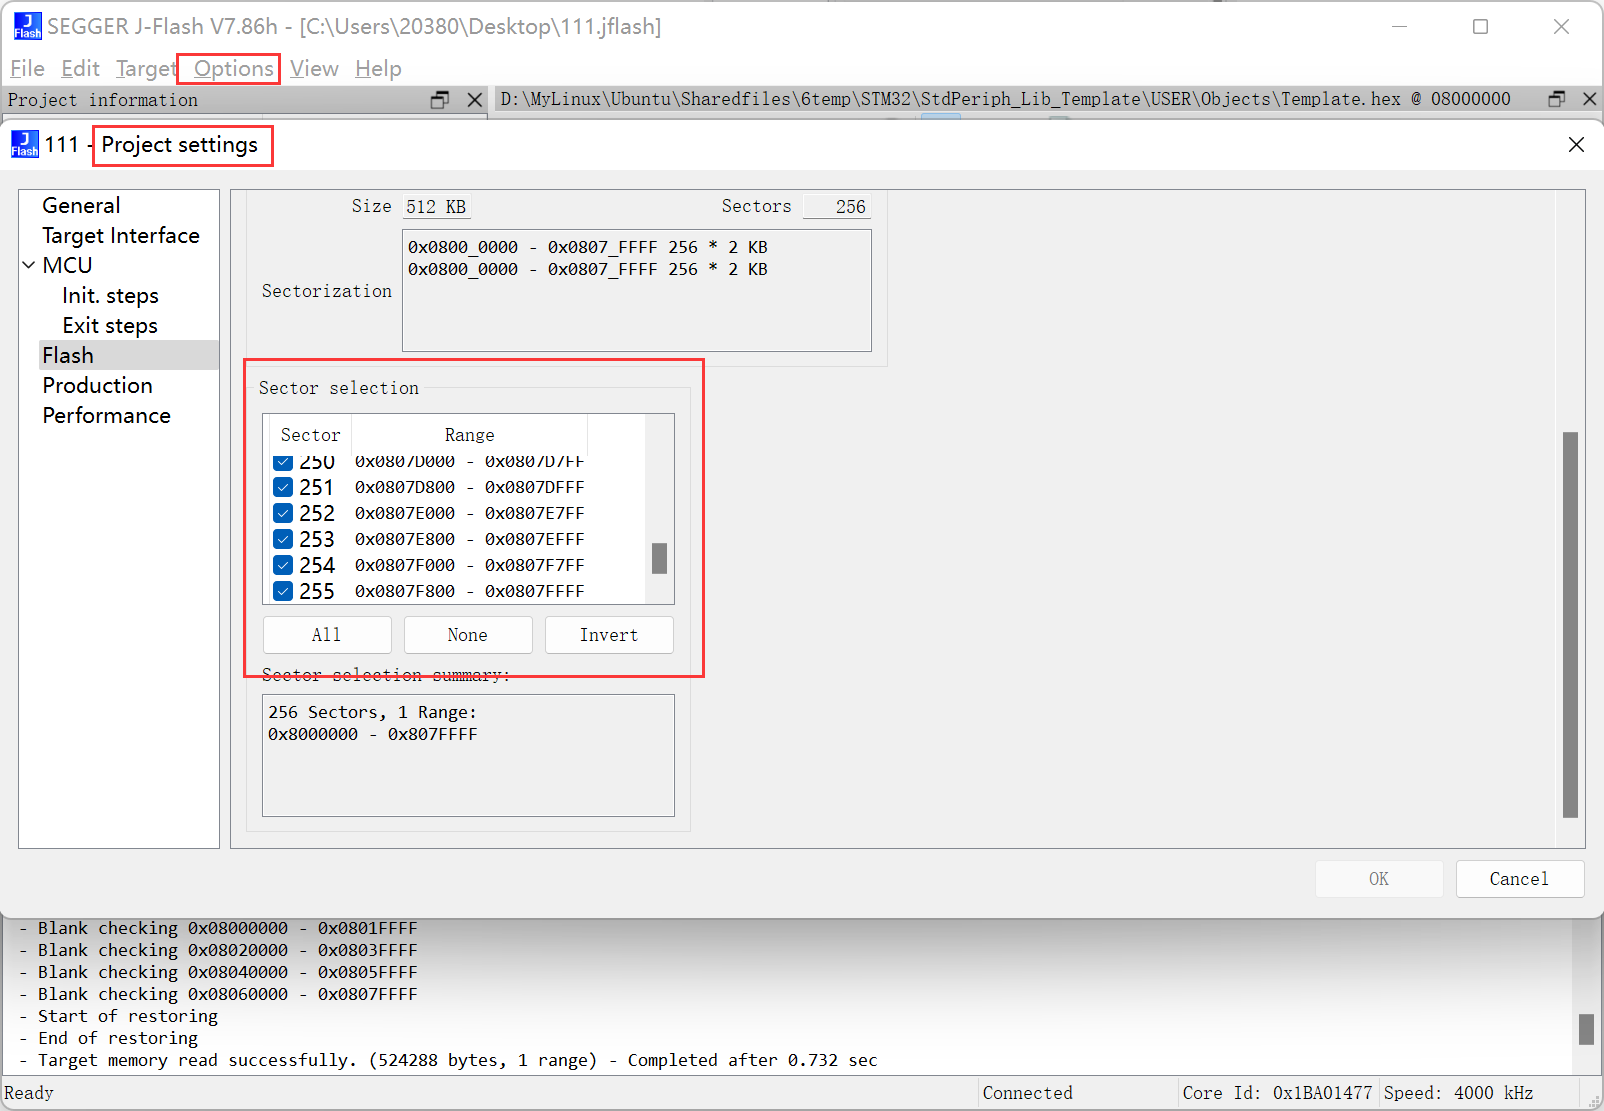 SEGGER J-Flash V7.86h - [C:\Users\20380\Desktop\111.jflash]
File Edit Target Options View Help
Project information
D:\MyLinux\Ubuntu\Sharedfiles\6temp\STM32\StdPeriph_Lib_Template\USER\Objects\Template.hex @ 08000000
111 - Project settings
General
Target Interface
MCU
Init. steps
Exit steps
Flash
Production
Performance
Size 512 KB Sectors 256
Sectorization
0x0800_0000 - 0x0807_FFFF 256 * 2 KB
0x0800_0000 - 0x0807_FFFF 256 * 2 KB
Sector selection
Sector Range
250 0x0807D000 - 0x0807D7FF
251 0x0807D800 - 0x0807DFFF
252 0x0807E000 - 0x0807E7FF
253 0x0807E800 - 0x0807EFFF
254 0x0807F000 - 0x0807F7FF
255 0x0807F800 - 0x0807FFFF
All None Invert
Sector selection summary:
256 Sectors, 1 Range:
0x8000000 - 0x807FFFF
OK Cancel
- Blank checking 0x08000000 - 0x0801FFFF
- Blank checking 0x08020000 - 0x0803FFFF
- Blank checking 0x08040000 - 0x0805FFFF
- Blank checking 0x08060000 - 0x0807FFFF
- Start of restoring
- End of restoring
- Target memory read successfully. (524288 bytes, 1 range) - Completed after 0.732 sec
Ready Connected Core Id: 0x1BA01477 Speed: 4000 kHz